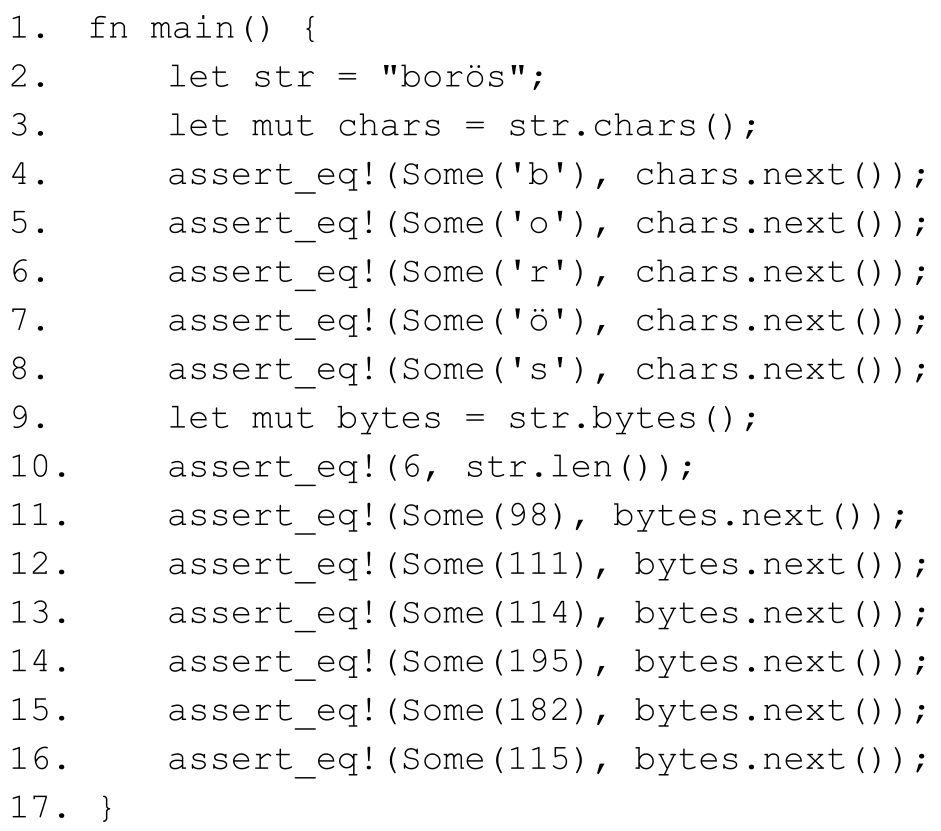 1. fn main() {
2.     let str = "borös";
3.     let mut chars = str.chars();
4.     assert_eq!(Some('b'), chars.next());
5.     assert_eq!(Some('o'), chars.next());
6.     assert_eq!(Some('r'), chars.next());
7.     assert_eq!(Some('ö'), chars.next());
8.     assert_eq!(Some('s'), chars.next());
9.     let mut bytes = str.bytes();
10.     assert_eq!(6, str.len());
11.     assert_eq!(Some(98), bytes.next());
12.     assert_eq!(Some(111), bytes.next());
13.     assert_eq!(Some(114), bytes.next());
14.     assert_eq!(Some(195), bytes.next());
15.     assert_eq!(Some(182), bytes.next());
16.     assert_eq!(Some(115), bytes.next());
17. }